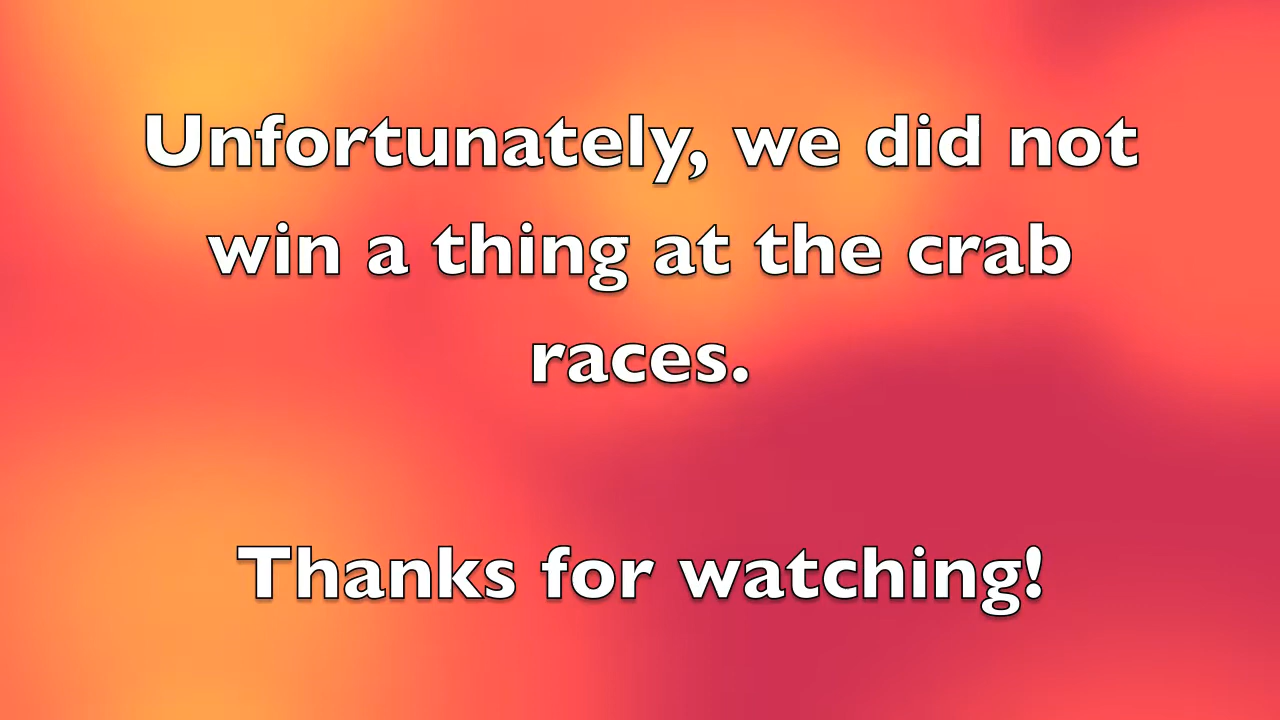 Unfortunately, we did not
win a thing at the crab
races.
Thanks for watching!